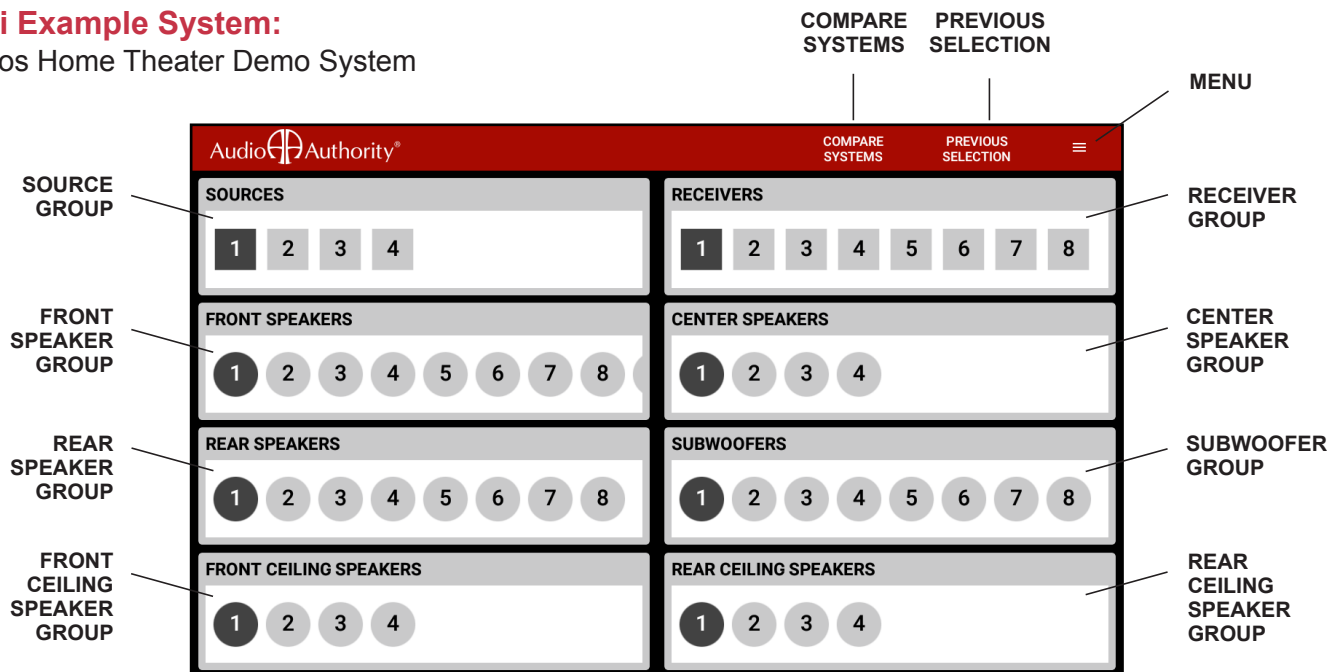 i Example System:
os Home Theater Demo System
COMPARE
SYSTEMS
PREVIOUS
SELECTION
MENU
Audio Authority®
COMPARE
SYSTEMS
PREVIOUS
SELECTION
SOURCE
GROUP
SOURCES
1 2 3 4
RECEIVERS
1 2 3 4 5 6 7 8
RECEIVER
GROUP
FRONT
SPEAKER
GROUP
FRONT SPEAKERS
1 2 3 4 5 6 7 8
CENTER SPEAKERS
1 2 3 4
CENTER
SPEAKER
GROUP
REAR
SPEAKER
GROUP
REAR SPEAKERS
1 2 3 4 5 6 7 8
SUBWOOFERS
1 2 3 4 5 6 7 8
SUBWOOFER
GROUP
FRONT
CEILING
SPEAKER
GROUP
FRONT CEILING SPEAKERS
1 2 3 4
REAR CEILING SPEAKERS
1 2 3 4
REAR
CEILING
SPEAKER
GROUP